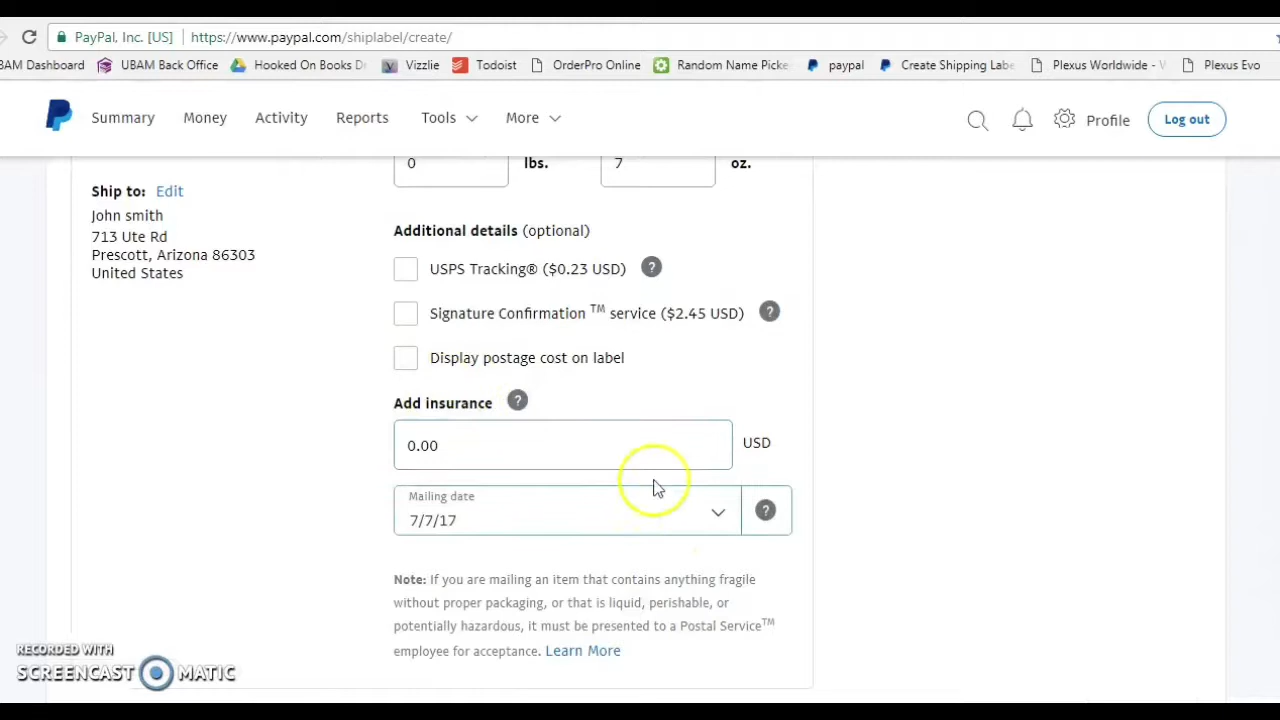 PayPal, Inc. [US] https://www.paypal.com/shiplabel/create/
BAM Dashboard UBAM Back Office Hooked On Books D Vizzlie Todoist OrderPro Online Random Name Picke paypal Create Shipping Labe Plexus Worldwide - V Plexus Evo
Summary Money Activity Reports Tools More Profile Log out
0 lbs. 7 oz.
Ship to: Edit
John smith
713 Ute Rd
Prescott, Arizona 86303
United States
Additional details (optional)
USPS Tracking® ($0.23 USD) ?
Signature Confirmation TM service ($2.45 USD) ?
Display postage cost on label
Add insurance ?
0.00 USD
Mailing date
7/7/17 ?
Note: If you are mailing an item that contains anything fragile
without proper packaging, or that is liquid, perishable, or
potentially hazardous, it must be presented to a Postal Service™
employee for acceptance. Learn More
RECORDED WITH
SCREENCAST MATIC